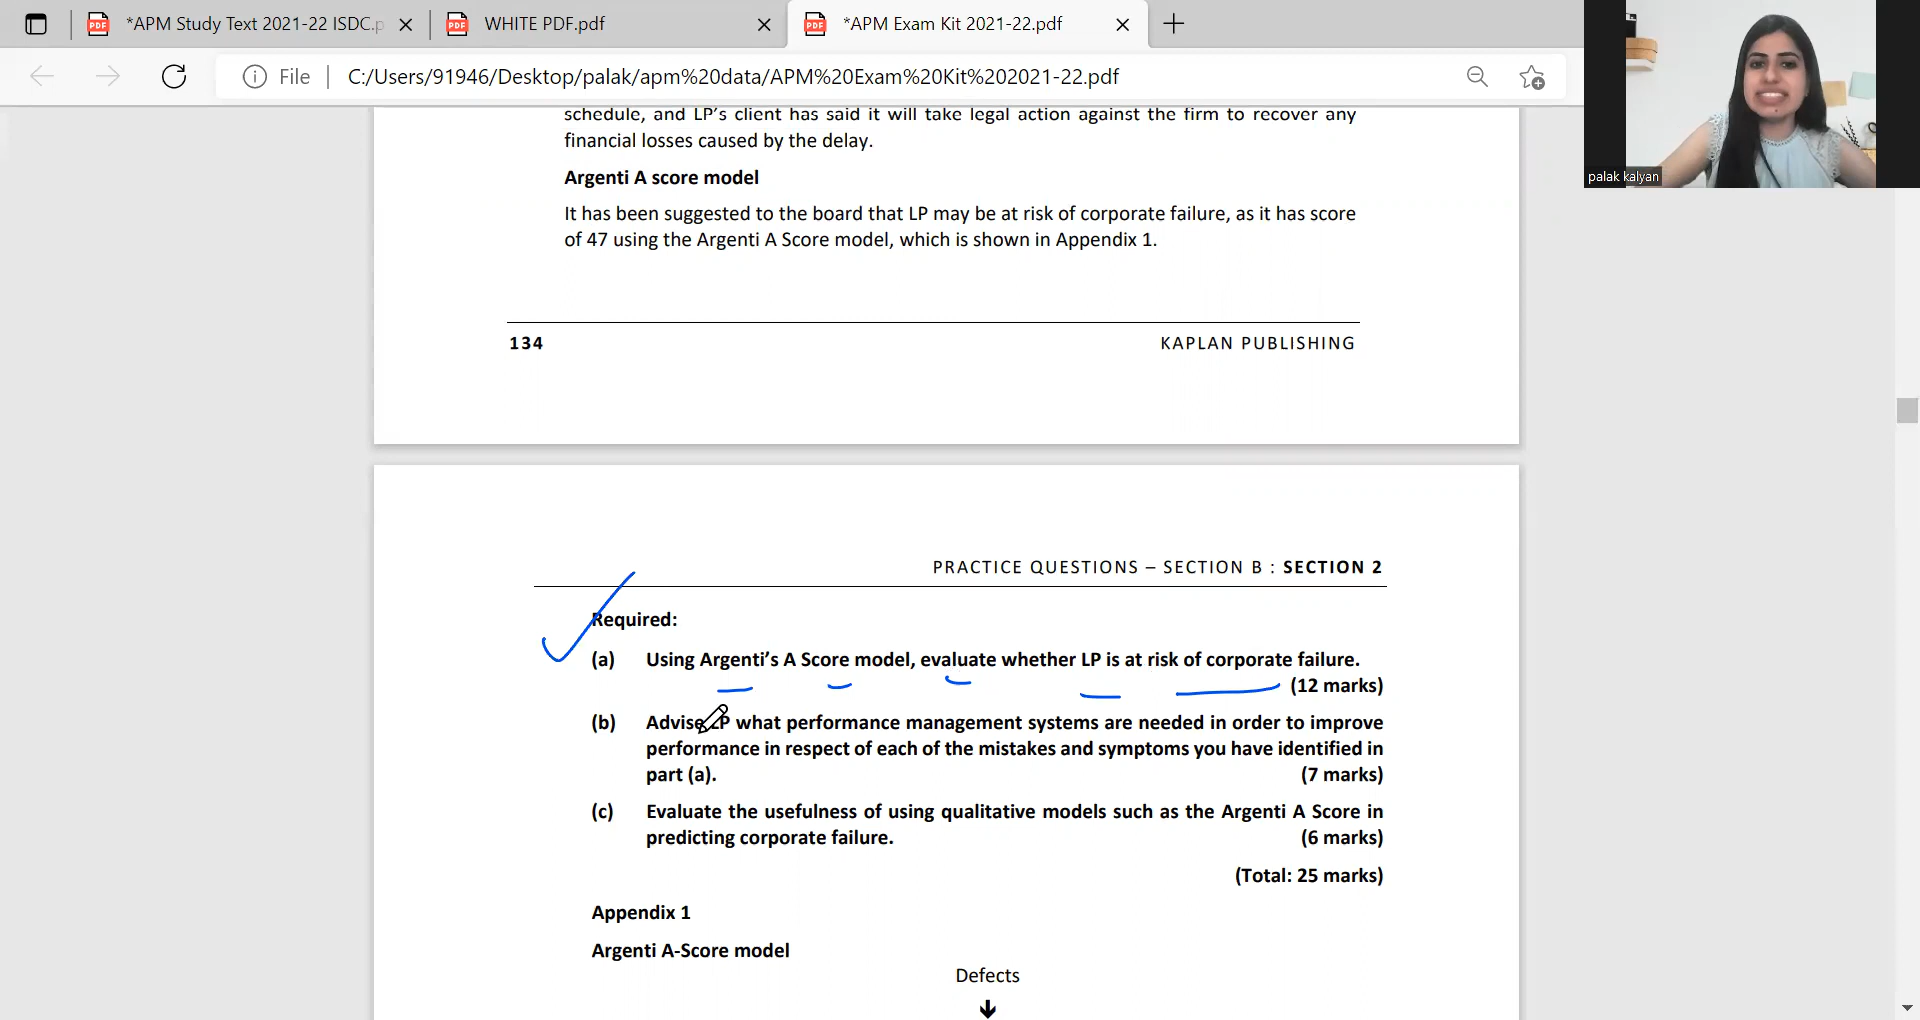 *APM Study Text 2021-22 ISDC.p
WHITE PDF.pdf
*APM Exam Kit 2021-22.pdf
File
C:/Users/91946/Desktop/palak/apm%20data/APM%20Exam%20Kit%202021-22.pdf
palak kalyan
schedule, and LP's client has said it will take legal action against the firm to recover any
financial losses caused by the delay.
Argenti A score model
It has been suggested to the board that LP may be at risk of corporate failure, as it has score
of 47 using the Argenti A Score model, which is shown in Appendix 1.
134
KAPLAN PUBLISHING
PRACTICE QUESTIONS – SECTION B : SECTION 2
Required:
(a) Using Argenti's A Score model, evaluate whether LP is at risk of corporate failure.
(12 marks)
(b) Advise LP what performance management systems are needed in order to improve
performance in respect of each of the mistakes and symptoms you have identified in
part (a). (7 marks)
(c) Evaluate the usefulness of using qualitative models such as the Argenti A Score in
predicting corporate failure. (6 marks)
(Total: 25 marks)
Appendix 1
Argenti A-Score model
Defects